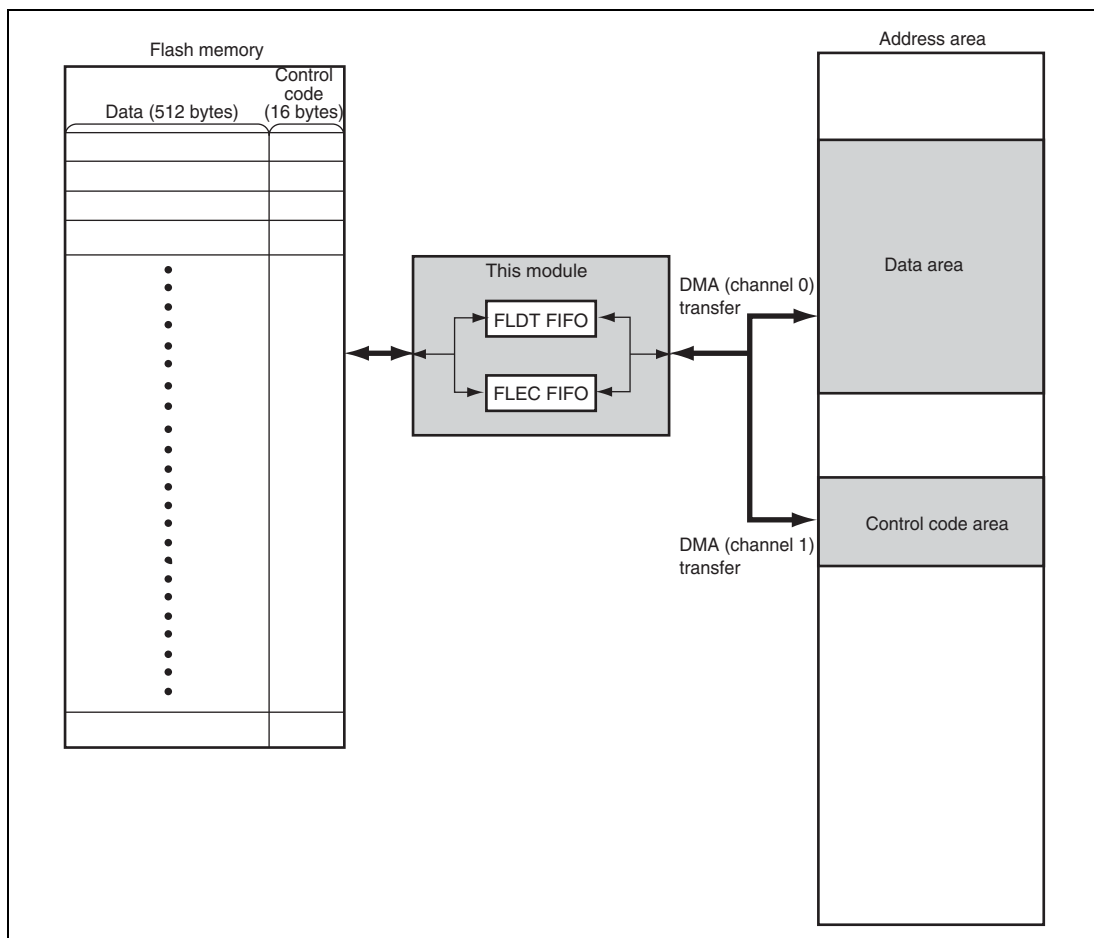 Flash memory
Control
code
(16 bytes)
Data (512 bytes)
This module
FLDT FIFO
FLEC FIFO
DMA (channel 0)
transfer
DMA (channel 1)
transfer
Address area
Data area
Control code area